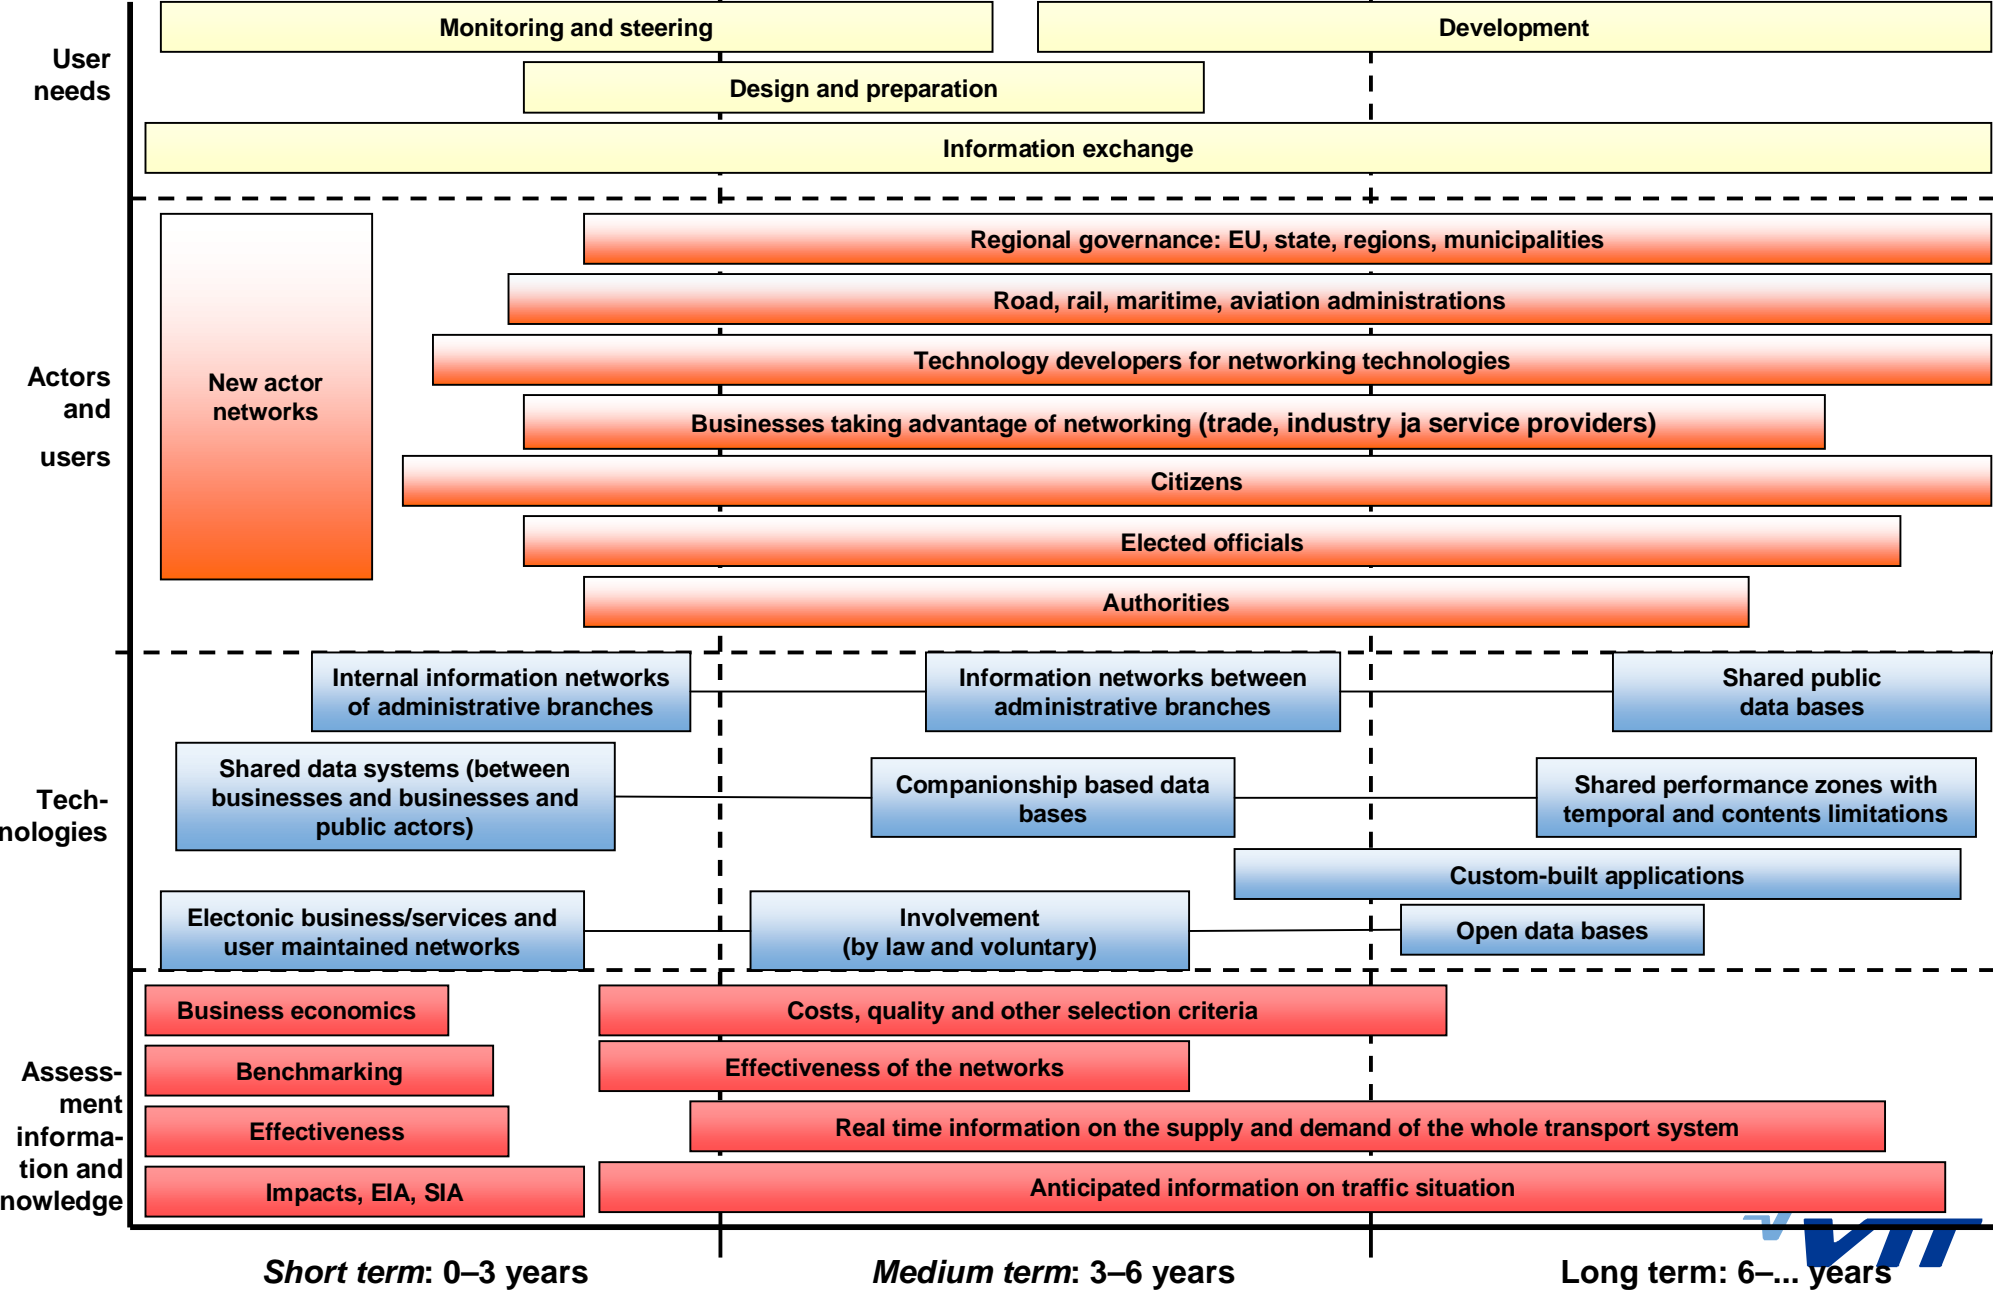 User
needs
Monitoring and steering
Development
Design and preparation
Information exchange
Actors
and
users
New actor
networks
Regional governance: EU, state, regions, municipalities
Road, rail, maritime, aviation administrations
Technology developers for networking technologies
Businesses taking advantage of networking (trade, industry ja service providers)
Citizens
Elected officials
Authorities
Tech-
nologies
Internal information networks
of administrative branches
Information networks between
administrative branches
Shared public
data bases
Shared data systems (between
businesses and businesses and
public actors)
Companionship based data
bases
Shared performance zones with
temporal and contents limitations
Custom-built applications
Electonic business/services and
user maintained networks
Involvement
(by law and voluntary)
Open data bases
Assess-
ment
informa-
tion and
nowledge
Business economics
Costs, quality and other selection criteria
Benchmarking
Effectiveness of the networks
Effectiveness
Real time information on the supply and demand of the whole transport system
Impacts, EIA, SIA
Anticipated information on traffic situation
VTT
Short term: 0–3 years
Medium term: 3–6 years
Long term: 6–... years